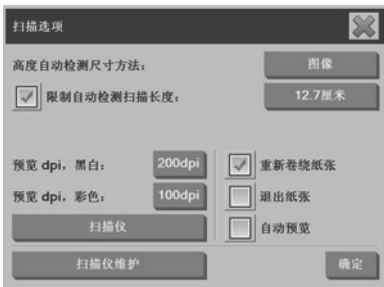 扫描选项
高度自动检测尺寸方法： 图像
限制自动检测扫描长度： 12.7厘米
预览 dpi，黑白： 200dpi 重新卷绕纸张
预览 dpi，彩色： 100dpi 退出纸张
扫描仪 自动预览
扫描仪维护 确定